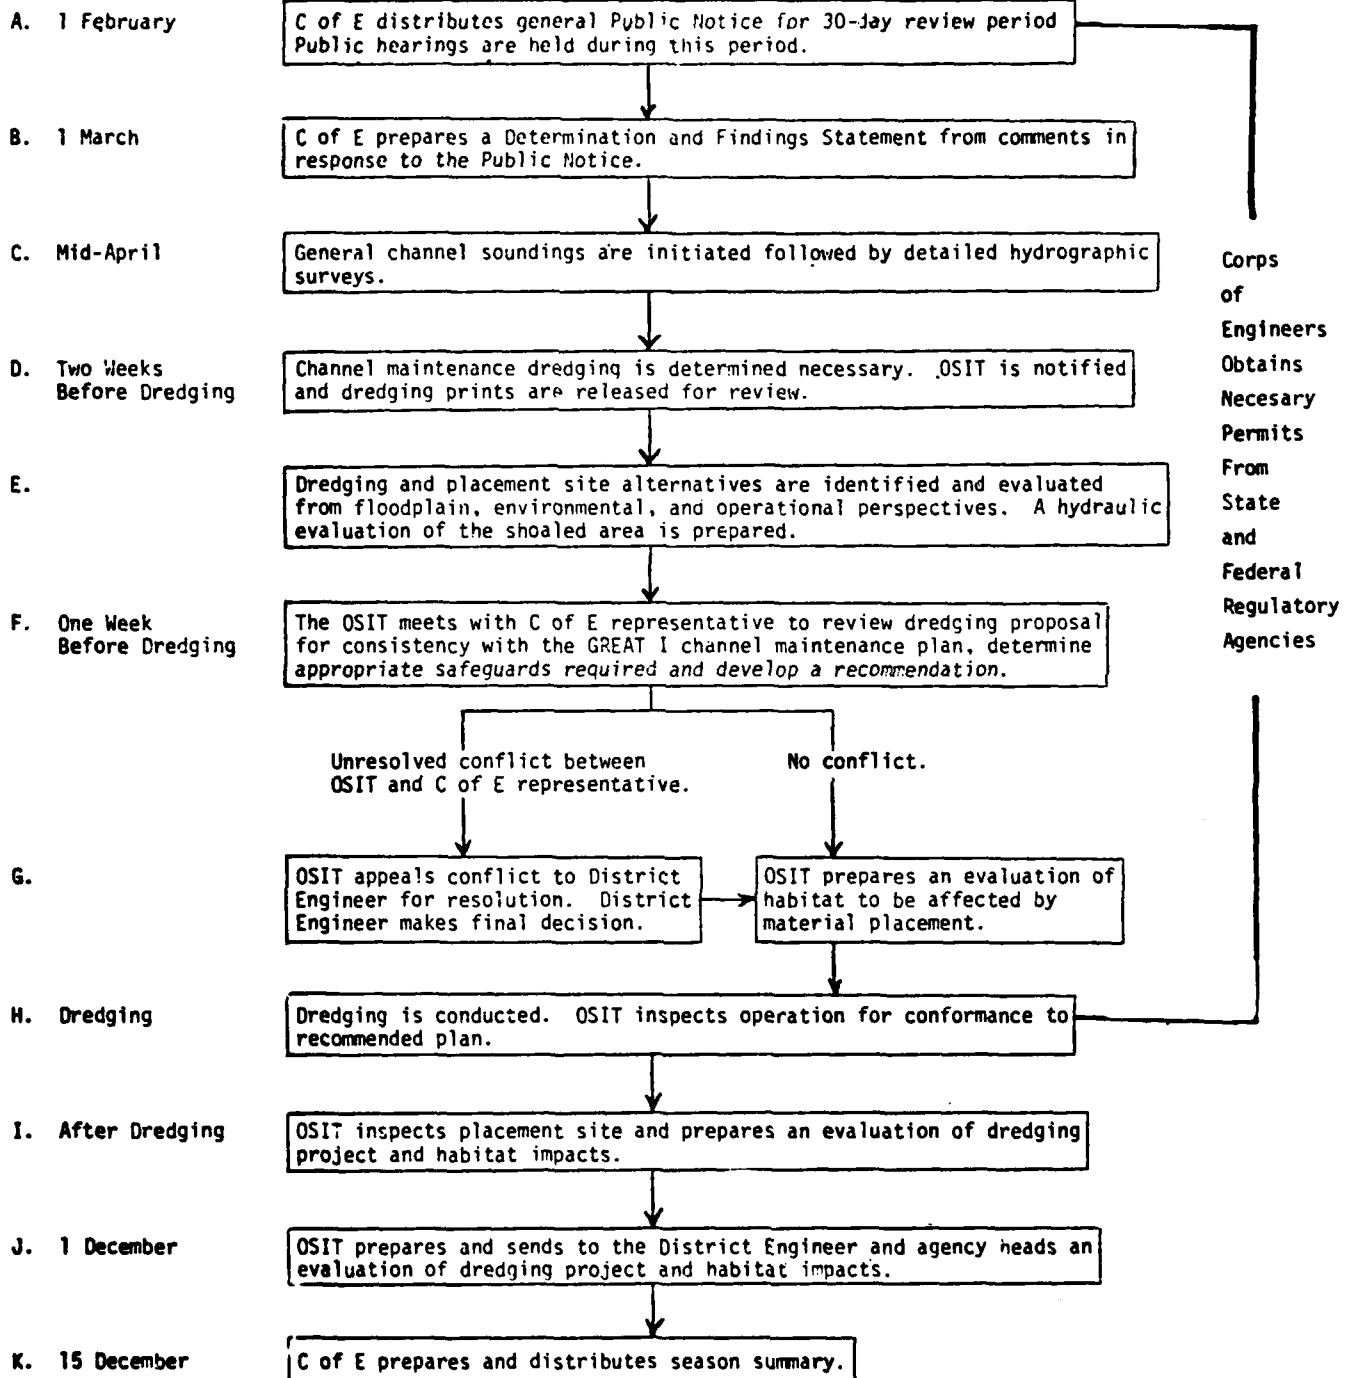 A. 1 February
C of E distributes general Public Notice for 30-day review period
Public hearings are held during this period.
B. 1 March
C of E prepares a Determination and Findings Statement from comments in
response to the Public Notice.
C. Mid-April
General channel soundings are initiated followed by detailed hydrographic
surveys.
D. Two Weeks
Before Dredging
Channel maintenance dredging is determined necessary. OSIT is notified
and dredging prints are released for review.
E.
Dredging and placement site alternatives are identified and evaluated
from floodplain, environmental, and operational perspectives. A hydraulic
evaluation of the shoaled area is prepared.
F. One Week
Before Dredging
The OSIT meets with C of E representative to review dredging proposal
for consistency with the GREAT I channel maintenance plan, determine
appropriate safeguards required and develop a recommendation.
Unresolved conflict between
OSIT and C of E representative.
No conflict.
G.
OSIT appeals conflict to District
Engineer for resolution. District
Engineer makes final decision.
OSIT prepares an evaluation of
habitat to be affected by
material placement.
H. Dredging
Dredging is conducted. OSIT inspects operation for conformance to
recommended plan.
I. After Dredging
OSIT inspects placement site and prepares an evaluation of dredging
project and habitat impacts.
J. 1 December
OSIT prepares and sends to the District Engineer and agency heads an
evaluation of dredging project and habitat impacts.
K. 15 December
C of E prepares and distributes season summary.
Corps
of
Engineers
Obtains
Necesary
Permits
From
State
and
Federal
Regulatory
Agencies